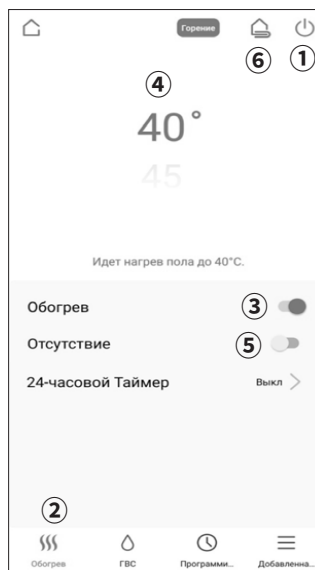 Горение
⑥ ①
④
40°
45
Идет нагрев пола до 40°C.
Обогрев ③
Отсутствие ⑤
24-часовой Таймер Выкл >
②
Обогрев ГВС Программи... Добавленна...